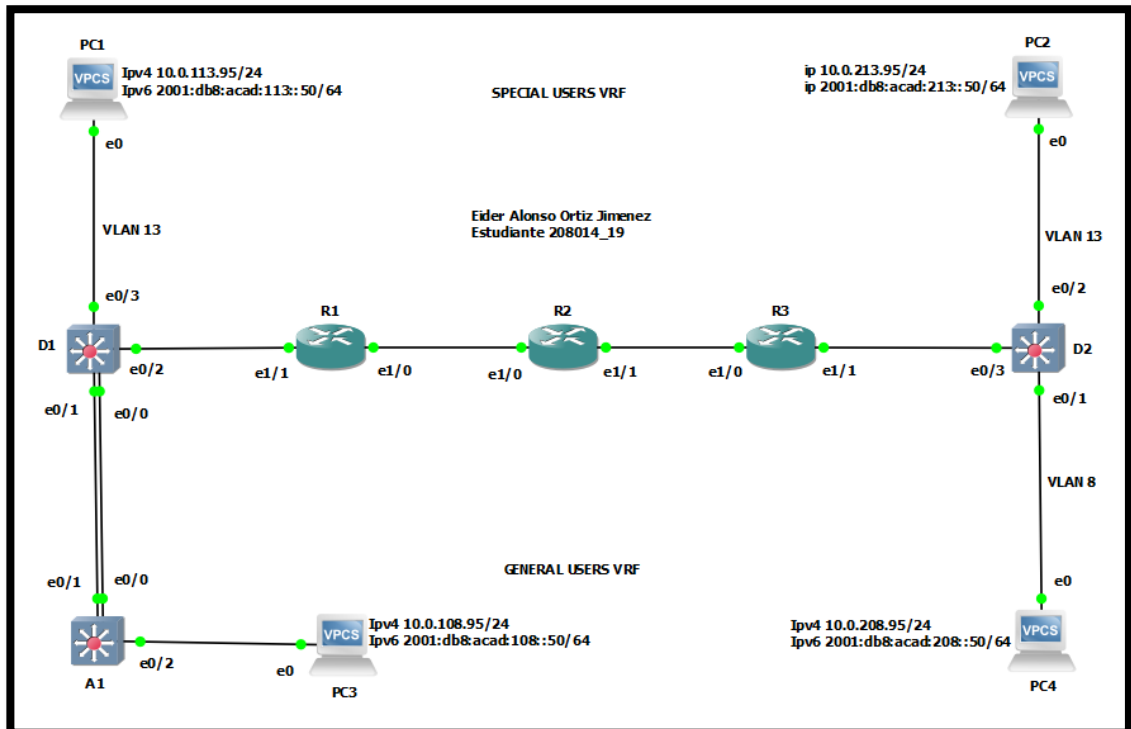 PC1
VPCS
Ipv4 10.0.113.95/24
Ipv6 2001:db8:acad:113::50/64
e0
SPECIAL USERS VRF
PC2
ip 10.0.213.95/24
ip 2001:db8:acad:213::50/64
VPCS
e0
Eider Alonso Ortiz Jimenez
Estudiante 208014_19
VLAN 13
VLAN 13
e0/3
e0/2
D1
R1
R2
R3
D2
e0/2
e1/1
e1/0
e1/0
e1/1
e1/0
e1/1
e0/3
e0/1
e0/0
e0/1
VLAN 8
GENERAL USERS VRF
e0/1
e0/0
e0
A1
e0/2
e0
VPCS
Ipv4 10.0.108.95/24
Ipv6 2001:db8:acad:108::50/64
PC3
Ipv4 10.0.208.95/24
Ipv6 2001:db8:acad:208::50/64
VPCS
PC4